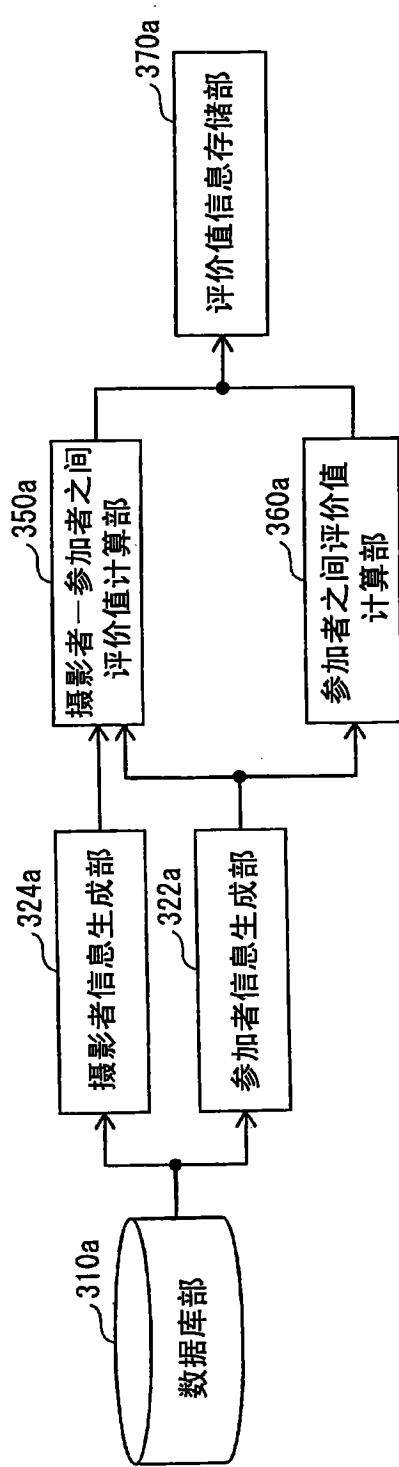 310a
数据库部
324a
摄影者信息生成部
322a
参加者信息生成部
350a
摄影者－参加者之间
评价值计算部
360a
参加者之间评价值
计算部
370a
评价值信息存储部